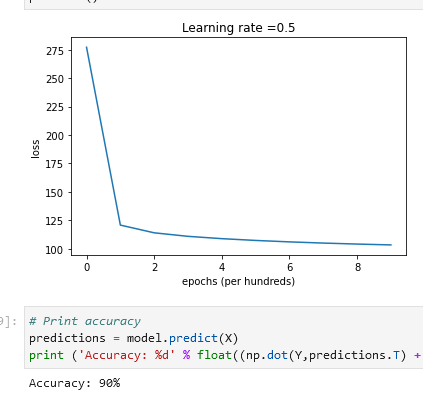 Learning rate =0.5
275
250
225
200
175
150
125
100
loss
0 2 4 6 8
epochs (per hundreds)
9]:
# Print accuracy
predictions = model.predict(X)
print ('Accuracy: %d' % float((np.dot(Y,predictions.T) +
Accuracy: 90%